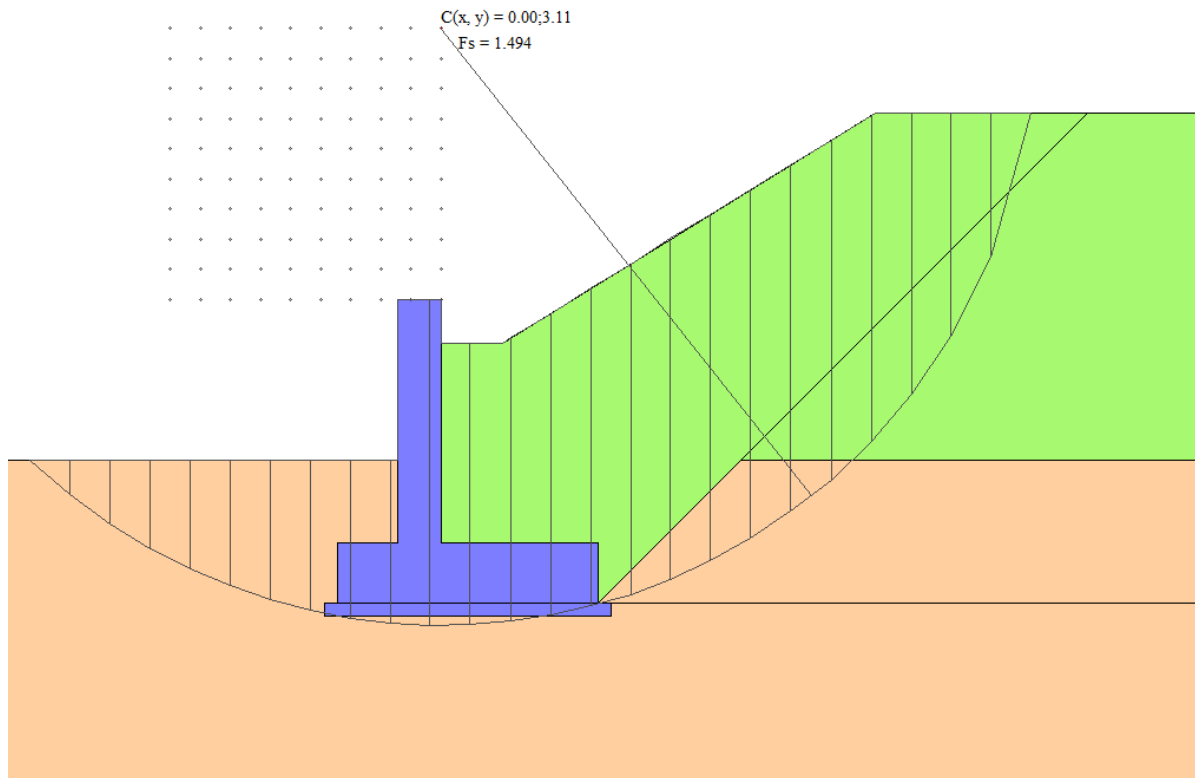 C(x, y) = 0.00;3.11
Fs = 1.494